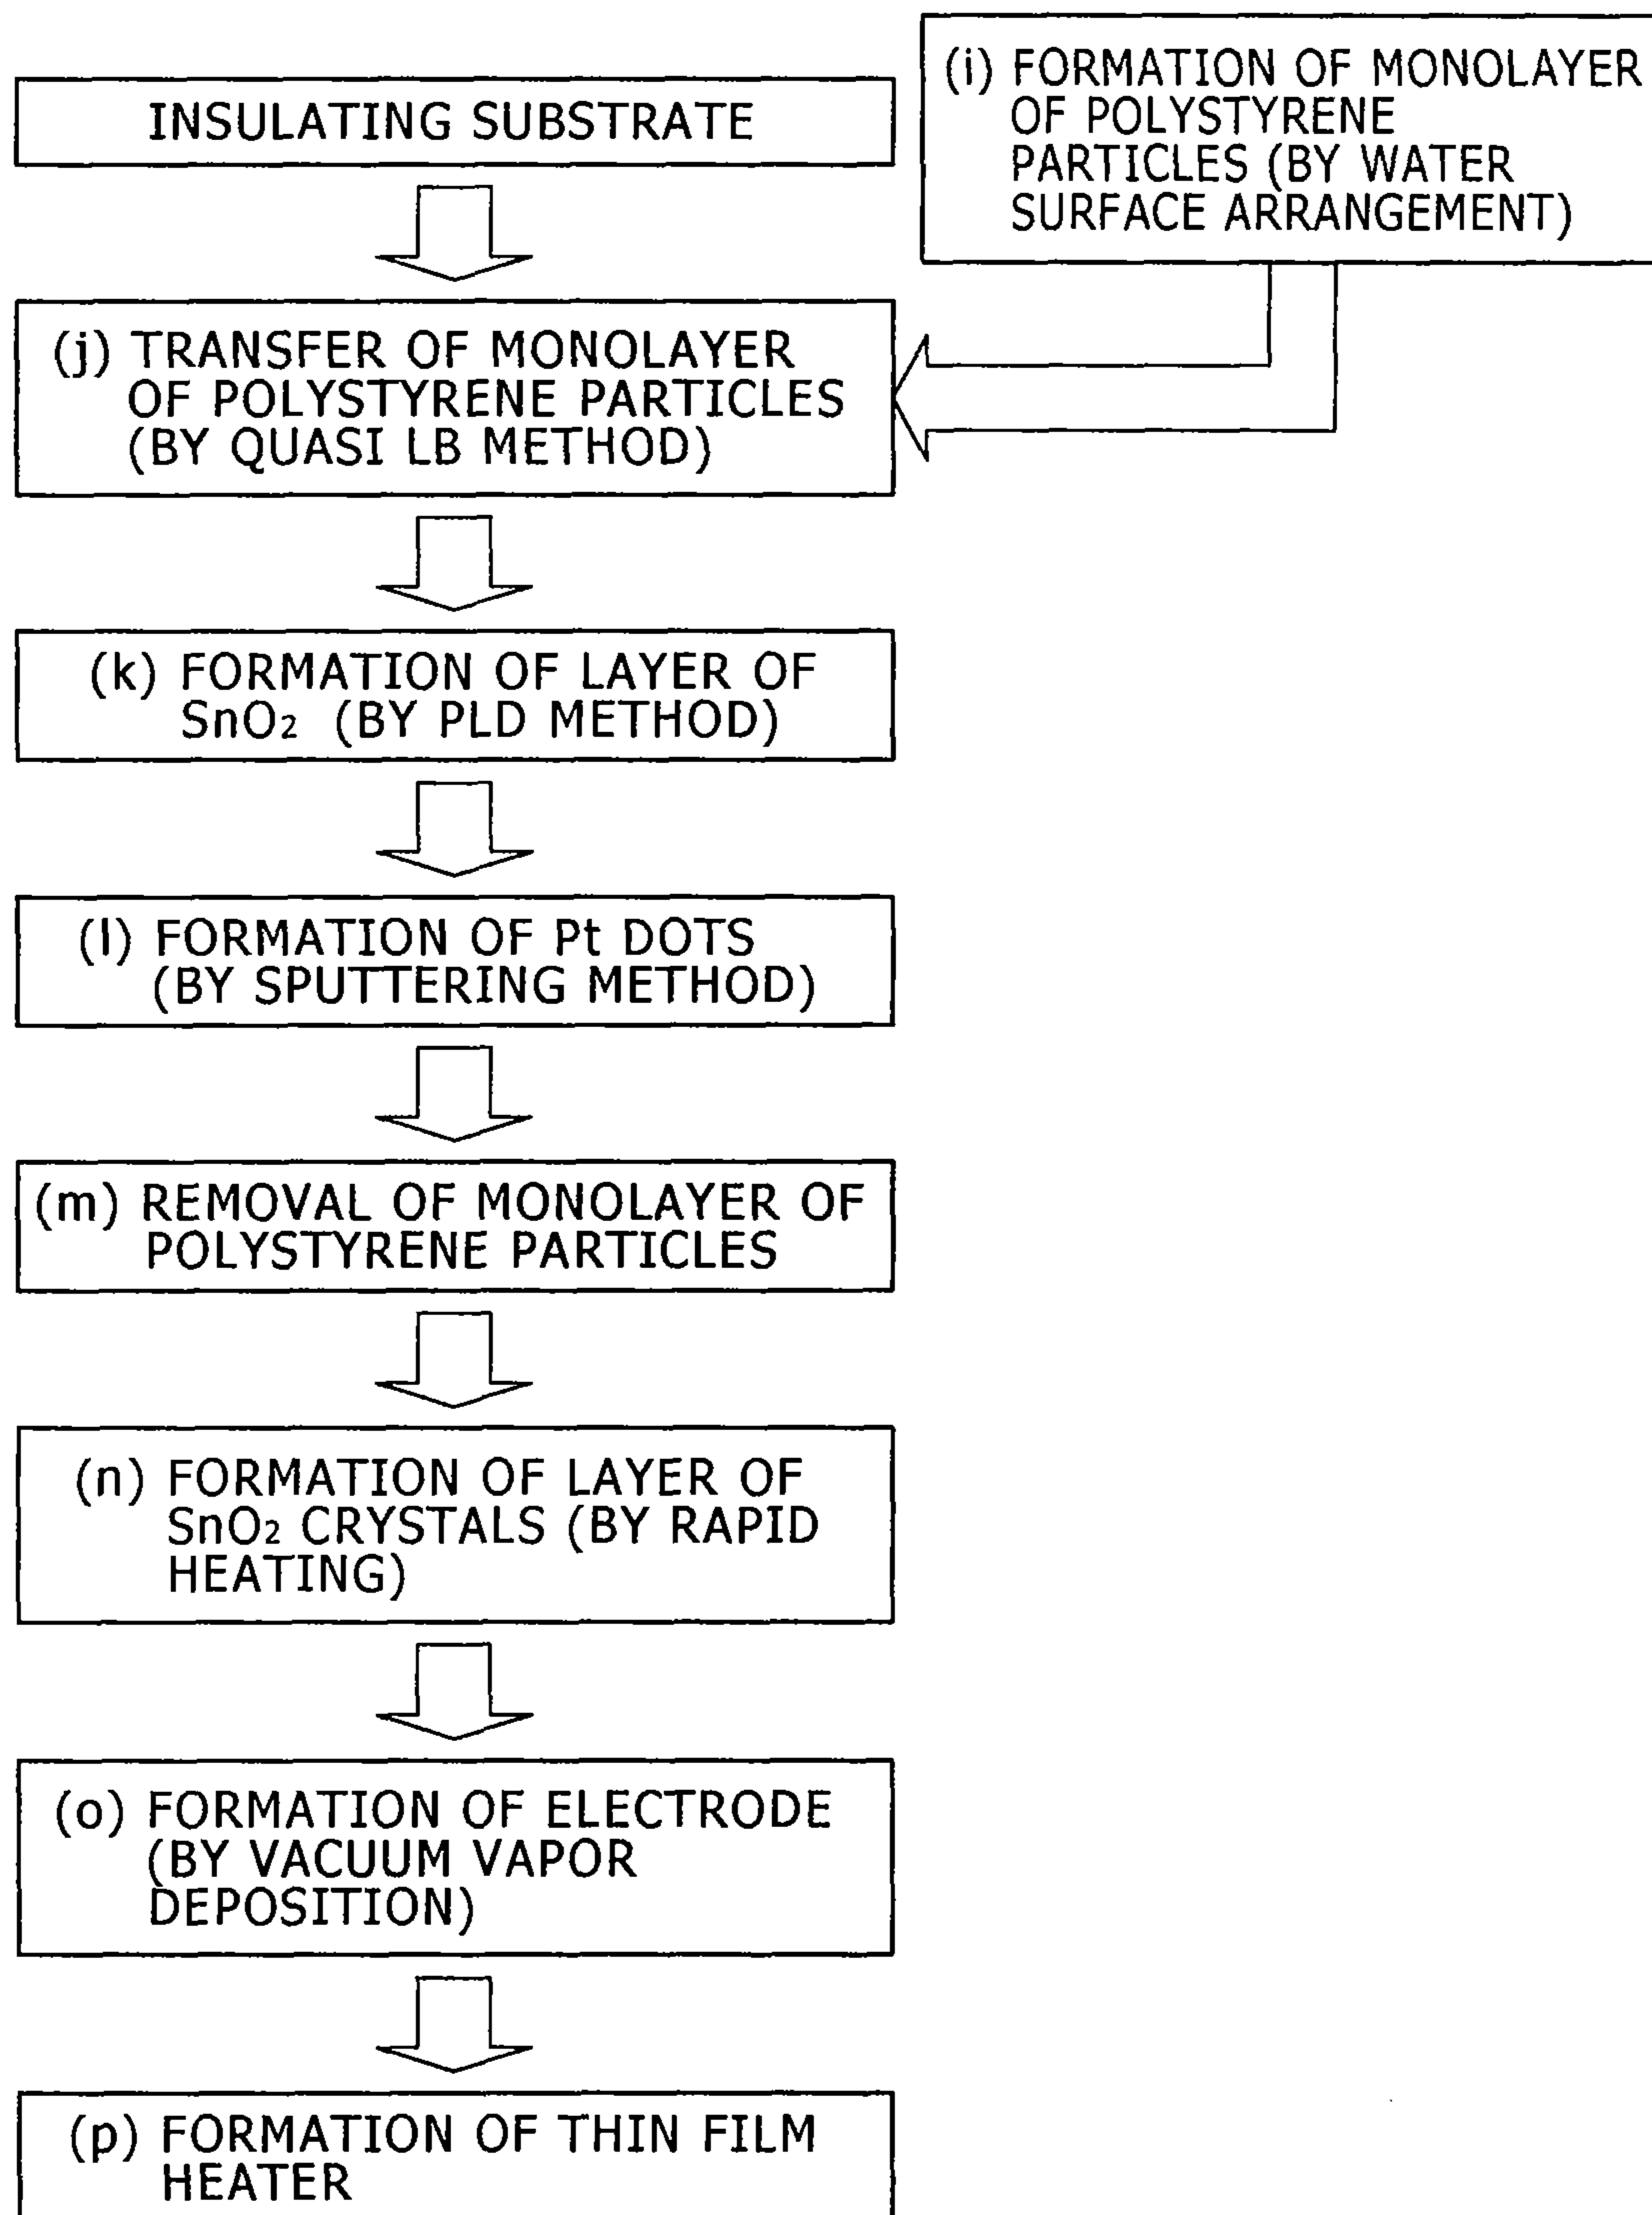 INSULATING SUBSTRATE
(i) FORMATION OF MONOLAYER
OF POLYSTYRENE
PARTICLES (BY WATER
SURFACE ARRANGEMENT)
(j) TRANSFER OF MONOLAYER
OF POLYSTYRENE PARTICLES
(BY QUASI LB METHOD)
(k) FORMATION OF LAYER OF
SnO₂ (BY PLD METHOD)
(l) FORMATION OF Pt DOTS
(BY SPUTTERING METHOD)
(m) REMOVAL OF MONOLAYER OF
POLYSTYRENE PARTICLES
(n) FORMATION OF LAYER OF
SnO₂ CRYSTALS (BY RAPID
HEATING)
(o) FORMATION OF ELECTRODE
(BY VACUUM VAPOR
DEPOSITION)
(p) FORMATION OF THIN FILM
HEATER